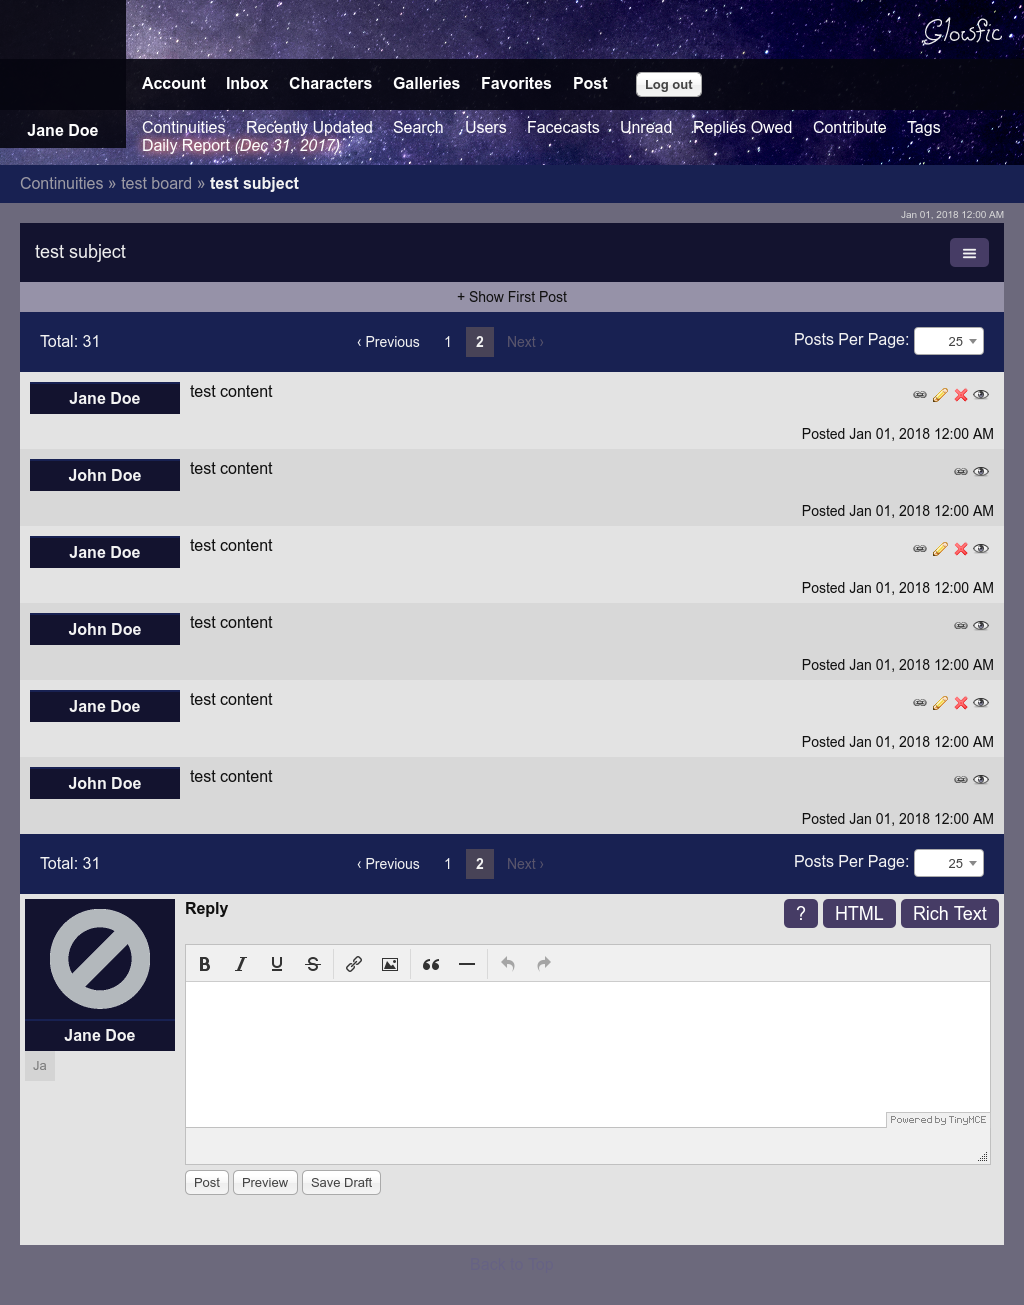 Glowfic
Account Inbox Characters Galleries Favorites Post Log out
Jane Doe
Continuities Recently Updated Search Users Facecasts Unread Replies Owed Contribute Tags
Daily Report (Dec 31, 2017)
Continuities » test board » test subject
Jan 01, 2018 12:00 AM
test subject
+ Show First Post
Total: 31 ‹ Previous 1 2 Next › Posts Per Page: 25
Jane Doe test content
Posted Jan 01, 2018 12:00 AM
John Doe test content
Posted Jan 01, 2018 12:00 AM
Jane Doe test content
Posted Jan 01, 2018 12:00 AM
John Doe test content
Posted Jan 01, 2018 12:00 AM
Jane Doe test content
Posted Jan 01, 2018 12:00 AM
John Doe test content
Posted Jan 01, 2018 12:00 AM
Total: 31 ‹ Previous 1 2 Next › Posts Per Page: 25
Reply ? HTML Rich Text
B I U S
Jane Doe
Ja
Powered by TinyMCE
Post Preview Save Draft
Back to Top